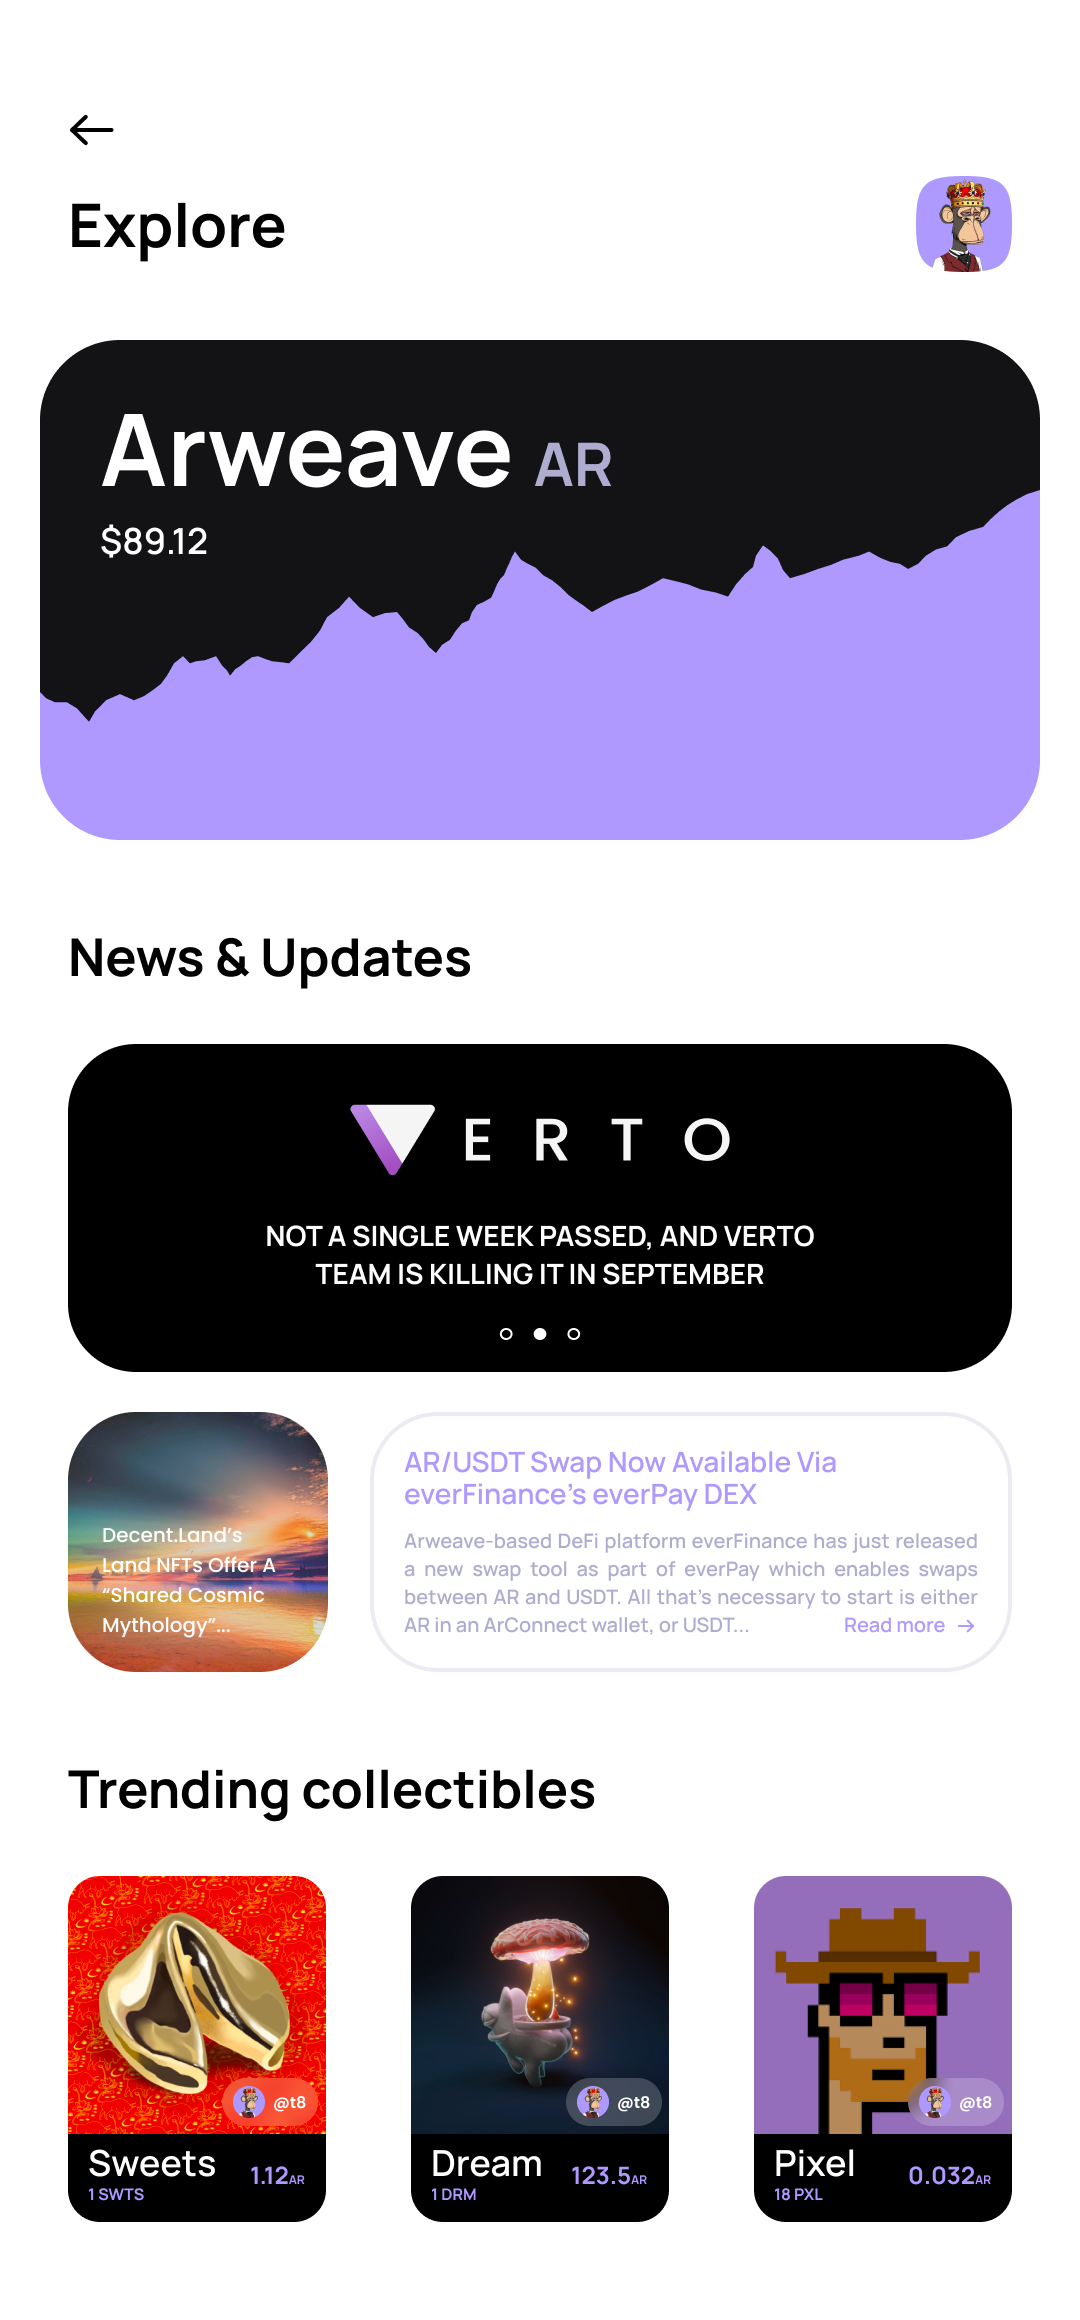 Explore
Arweave AR
$89.12
News & Updates
VERTO
NOT A SINGLE WEEK PASSED, AND VERTO
TEAM IS KILLING IT IN SEPTEMBER
Decent.Land’s
Land NFTs Offer A
“Shared Cosmic
Mythology”...
AR/USDT Swap Now Available Via
everFinance’s everPay DEX
Arweave-based DeFi platform everFinance has just released
a new swap tool as part of everPay which enables swaps
between AR and USDT. All that’s necessary to start is either
AR in an ArConnect wallet, or USDT...
Read more →
Trending collectibles
@t8
Sweets
1 SWTS
1.12AR
@t8
Dream
1 DRM
123.5AR
@t8
Pixel
18 PXL
0.032AR